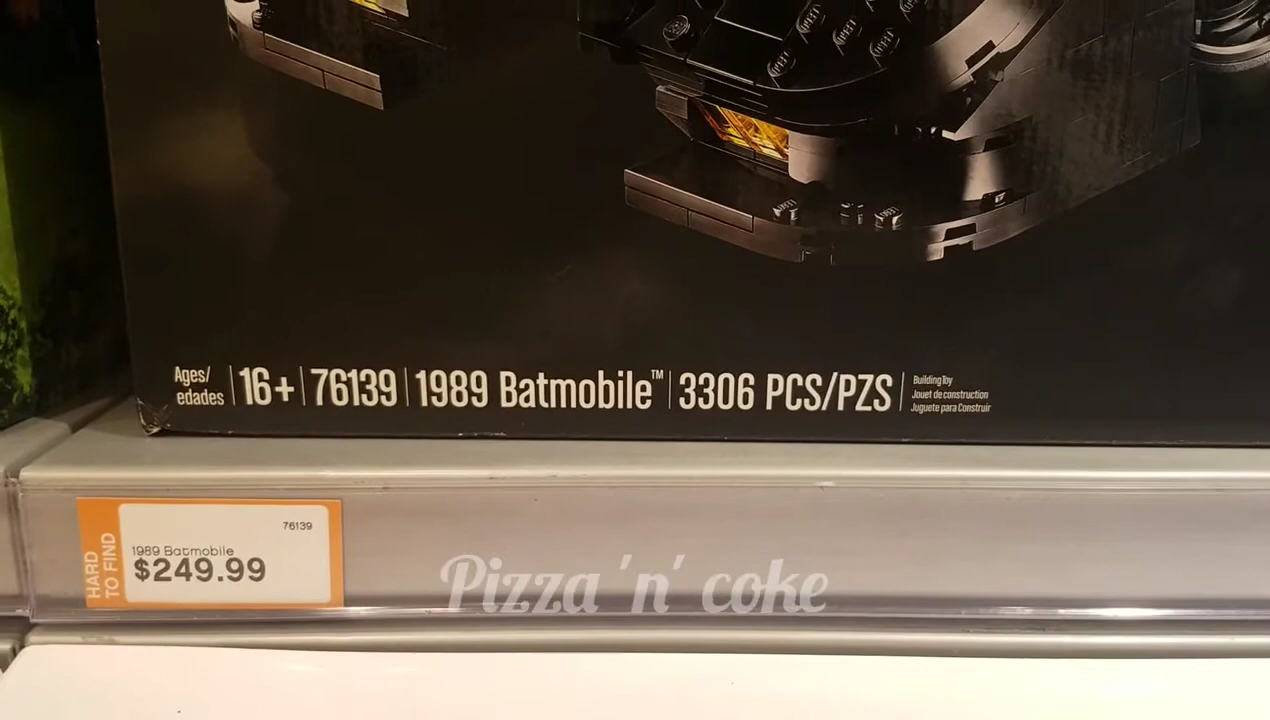 Ages/
edades
16+ 76139 1989 Batmobile™ 3306 PCS/PZS
Building Toy
Jouet de construction
Juguete para Construir
HARD
TO FIND
76139
1989 Batmobile
$249.99
Pizza 'n' coke